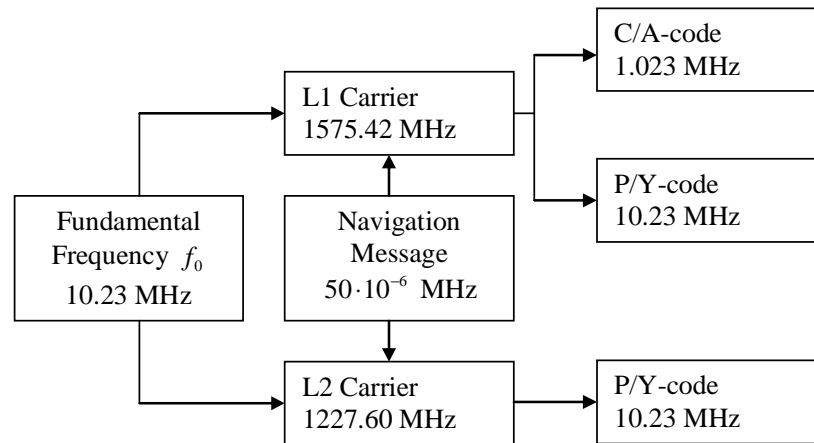 C/A-code
1.023 MHz
L1 Carrier
1575.42 MHz
P/Y-code
10.23 MHz
Fundamental
Frequency f₀
10.23 MHz
Navigation
Message
50·10⁻⁶ MHz
L2 Carrier
1227.60 MHz
P/Y-code
10.23 MHz